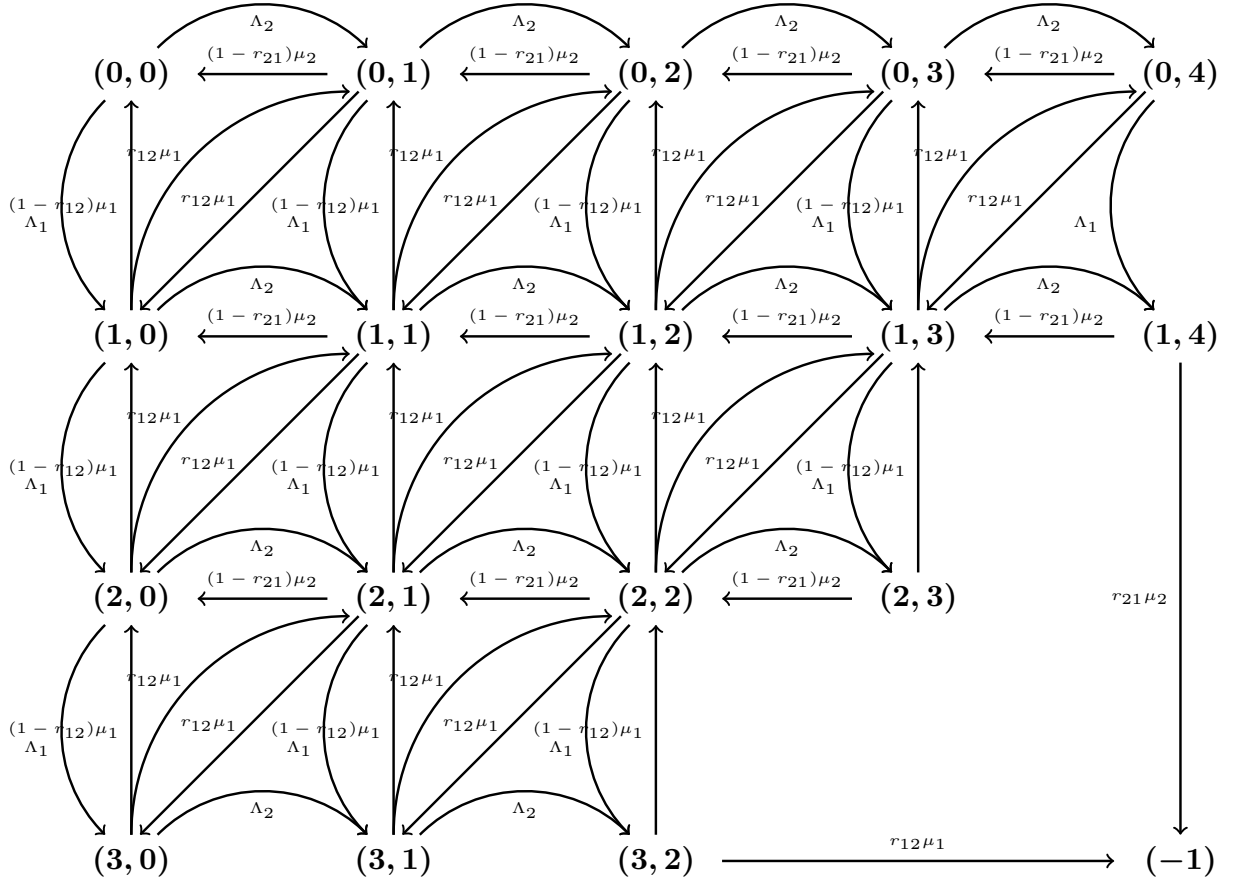 Λ₂ Λ₂ Λ₂ Λ₂
(1 − r₂₁)μ₂ (1 − r₂₁)μ₂ (1 − r₂₁)μ₂ (1 − r₂₁)μ₂
(0, 0) (0, 1) (0, 2) (0, 3) (0, 4)
r₁₂μ₁ r₁₂μ₁ r₁₂μ₁ r₁₂μ₁
(1 − r₁₂)μ₁ r₁₂μ₁ (1 − r₁₂)μ₁ r₁₂μ₁ (1 − r₁₂)μ₁ r₁₂μ₁ (1 − r₁₂)μ₁ r₁₂μ₁
Λ₁ Λ₁ Λ₁ Λ₁ Λ₁
Λ₂ Λ₂ Λ₂ Λ₂
(1 − r₂₁)μ₂ (1 − r₂₁)μ₂ (1 − r₂₁)μ₂ (1 − r₂₁)μ₂
(1, 0) (1, 1) (1, 2) (1, 3) (1, 4)
r₁₂μ₁ r₁₂μ₁ r₁₂μ₁
(1 − r₁₂)μ₁ r₁₂μ₁ (1 − r₁₂)μ₁ r₁₂μ₁ (1 − r₁₂)μ₁ r₁₂μ₁ (1 − r₁₂)μ₁
Λ₁ Λ₁ Λ₁ Λ₁
Λ₂ Λ₂ Λ₂
(1 − r₂₁)μ₂ (1 − r₂₁)μ₂ (1 − r₂₁)μ₂
(2, 0) (2, 1) (2, 2) (2, 3) r₂₁μ₂
r₁₂μ₁ r₁₂μ₁
(1 − r₁₂)μ₁ r₁₂μ₁ (1 − r₁₂)μ₁ r₁₂μ₁ (1 − r₁₂)μ₁
Λ₁ Λ₁ Λ₁
Λ₂ Λ₂
r₁₂μ₁
(3, 0) (3, 1) (3, 2) (−1)